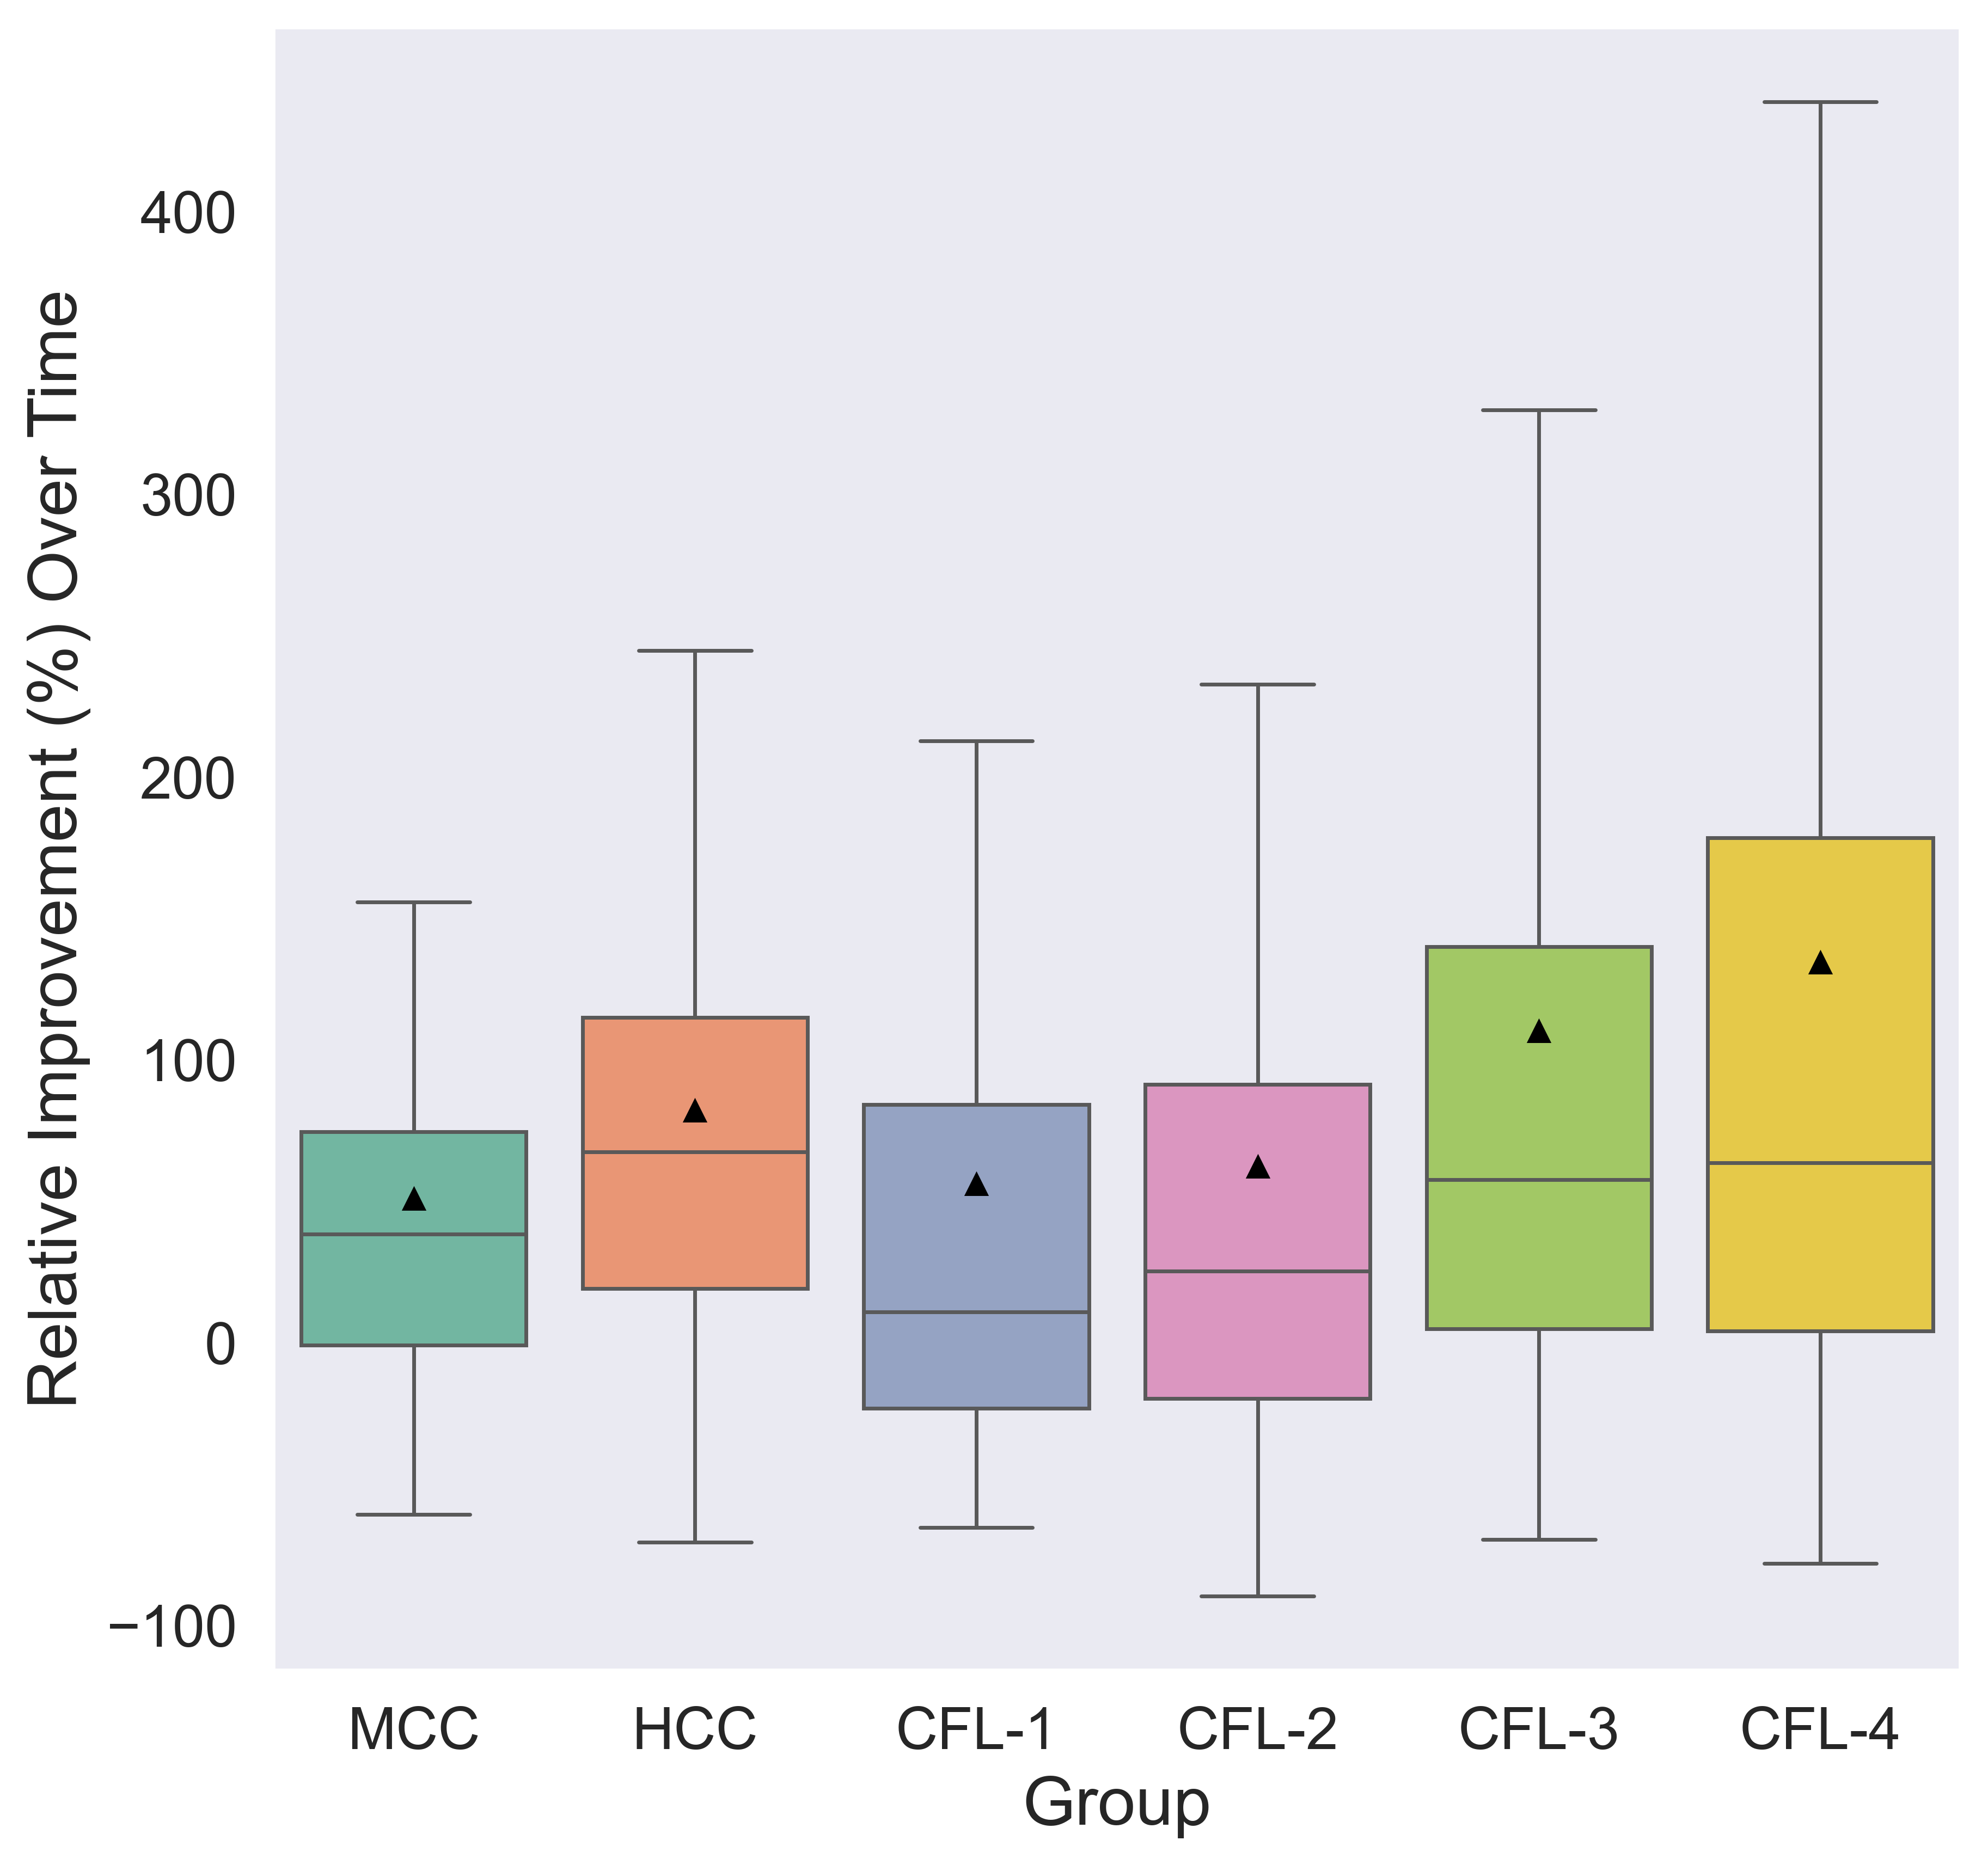 Relative Improvement (%) Over Time
400
300
200
100
0
−100
MCC HCC CFL-1 CFL-2 CFL-3 CFL-4
Group